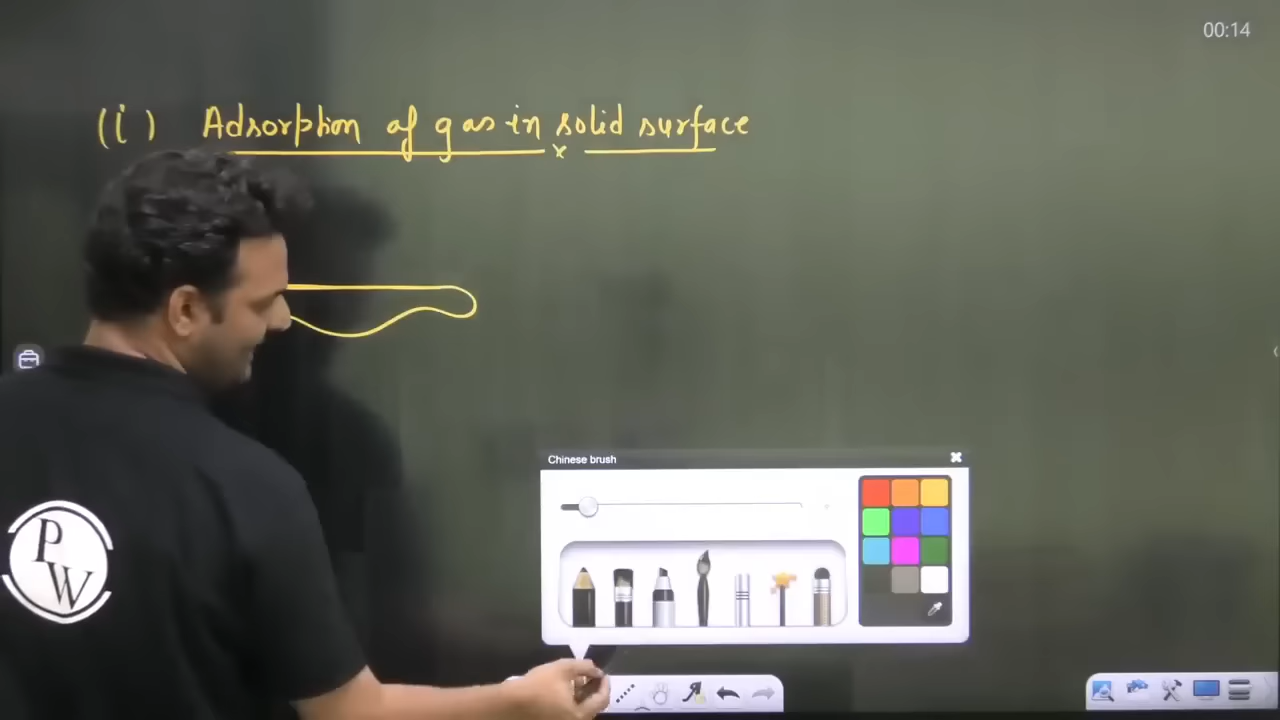 00:14
(i) Adsorption of gas in solid surface
x
Chinese brush
P
W